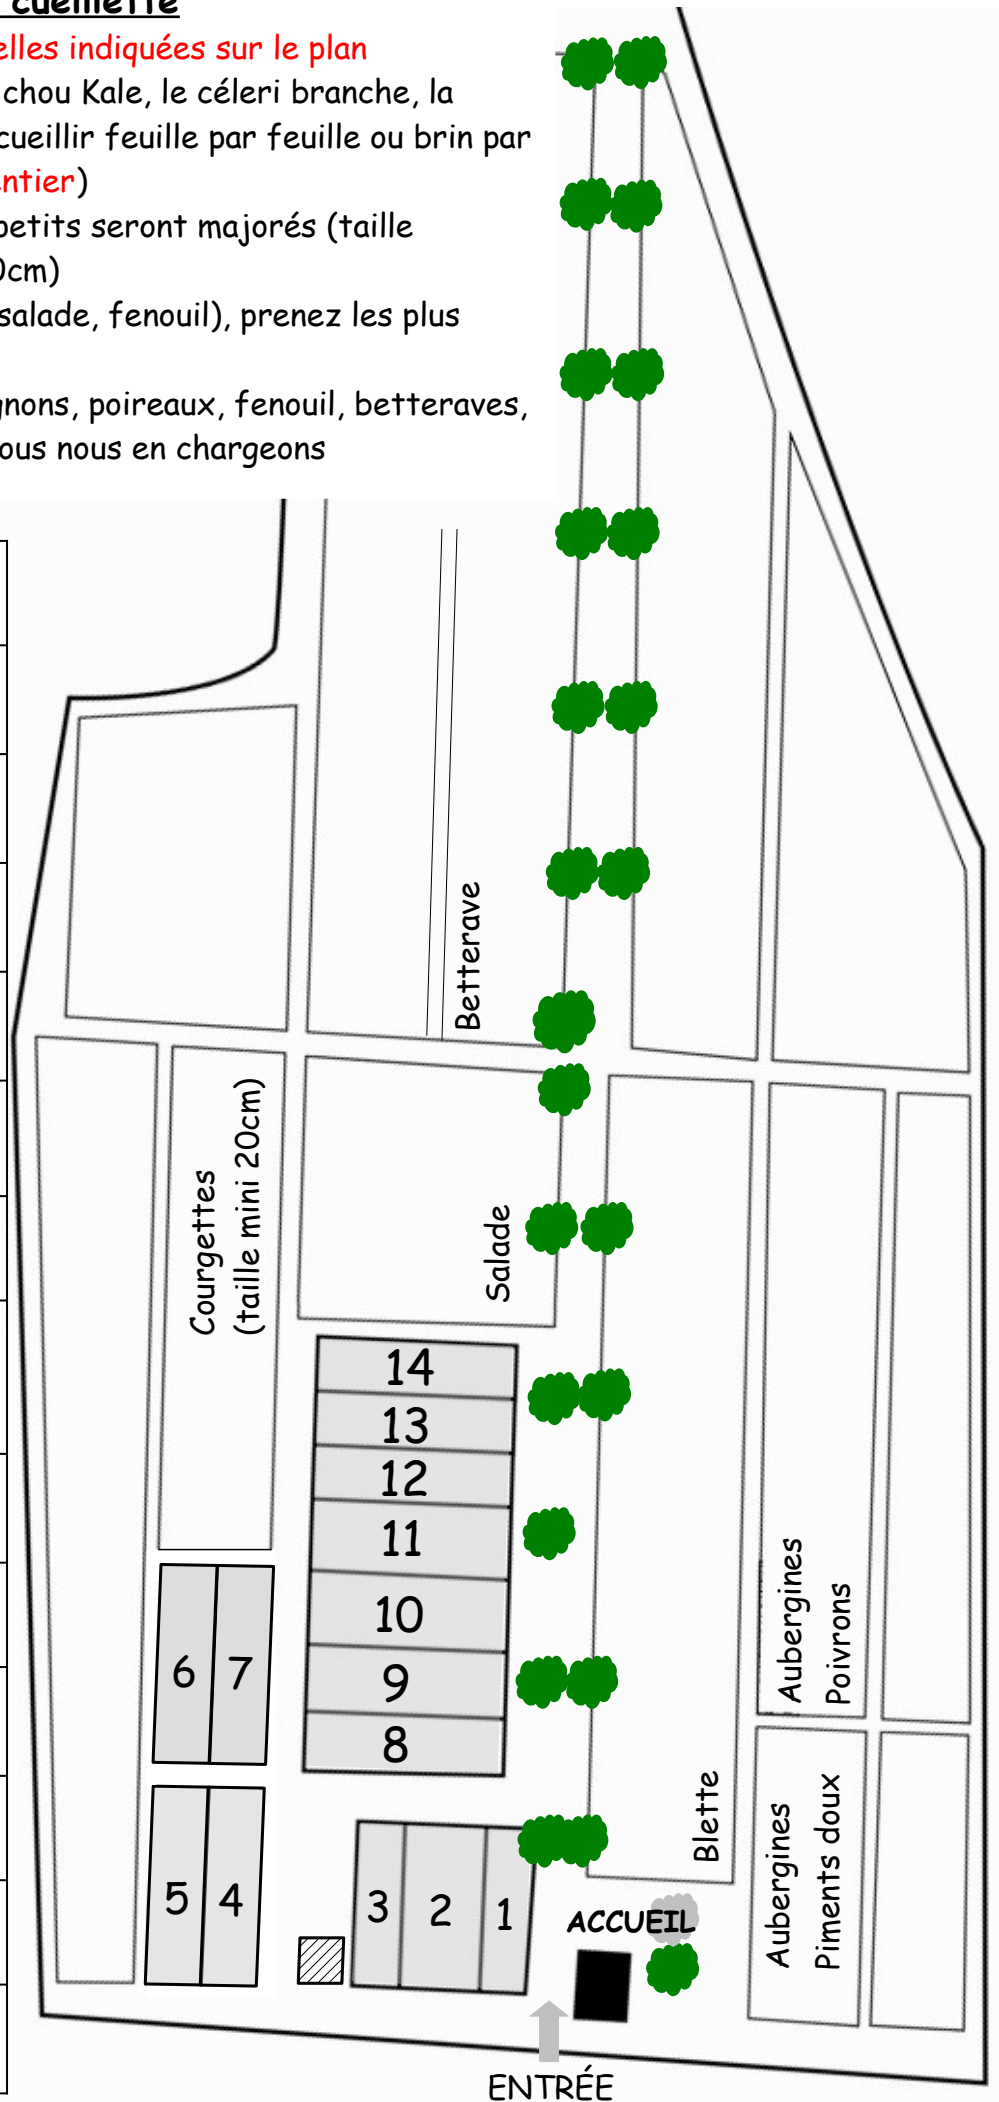 cueillette
elles indiquées sur le plan
chou Kale, le céleri branche, la
cueillir feuille par feuille ou brin par
entier)
petits seront majorés (taille
0cm)
salade, fenouil), prenez les plus
gnons, poireaux, fenouil, betteraves,
ous nous en chargeons
Betterave
Courgettes
(taille mini 20cm)
Salade
14
13
12
11
10
9
8
6 7
5 4
3 2 1
Aubergines
Poivrons
Blette
Aubergines
Piments doux
ACCUEIL
ENTRÉE